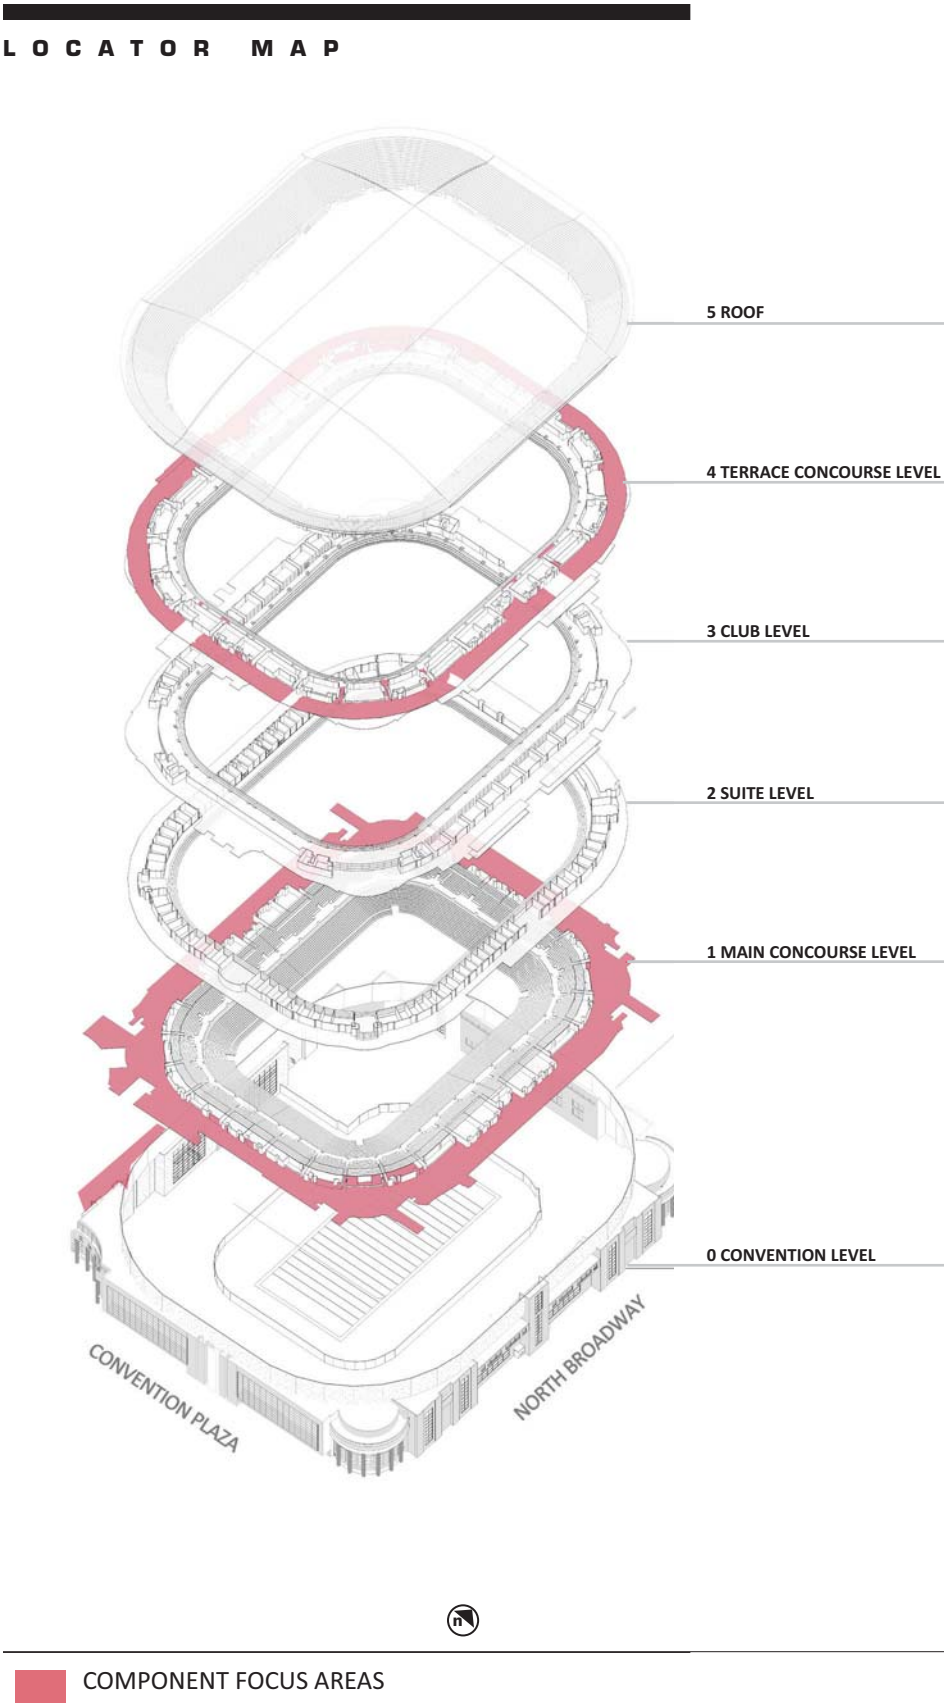 LOCATOR MAP
5 ROOF
4 TERRACE CONCOURSE LEVEL
3 CLUB LEVEL
2 SUITE LEVEL
1 MAIN CONCOURSE LEVEL
0 CONVENTION LEVEL
CONVENTION PLAZA
NORTH BROADWAY
n
COMPONENT FOCUS AREAS